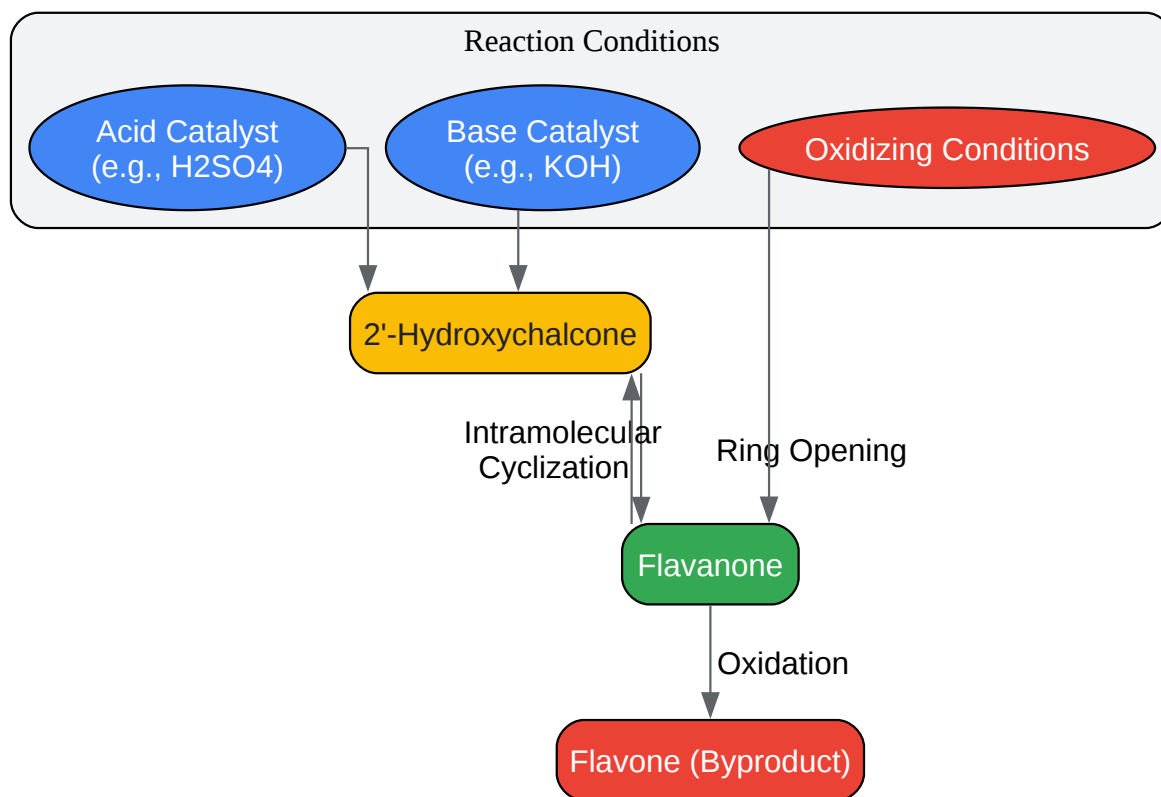 Reaction Conditions
Acid Catalyst
(e.g., H2SO4)
Base Catalyst
(e.g., KOH)
Oxidizing Conditions
2'-Hydroxychalcone
Intramolecular
Cyclization
Ring Opening
Flavanone
Oxidation
Flavone (Byproduct)